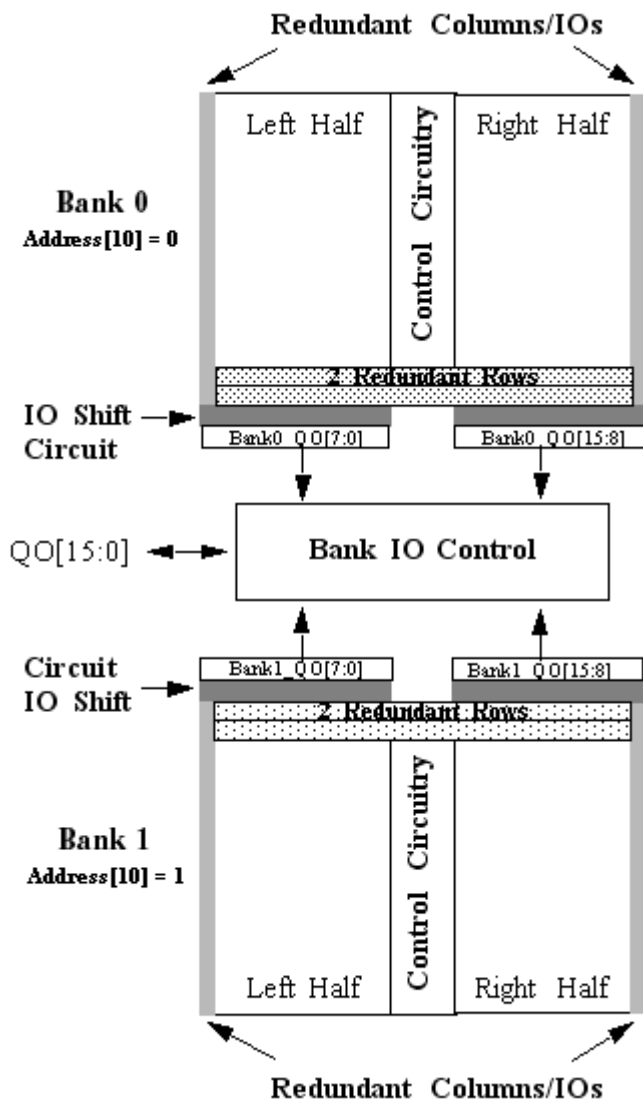 Redundant Columns/IOs
Left Half
Right Half
Control Circuitry
Bank 0
Address[10] = 0
2 Redundant Rows
IO Shift
Circuit
Bank0_QO[7:0]
Bank0_QO[15:8]
QO[15:0]
Bank IO Control
Circuit
IO Shift
Bank1_QO[7:0]
Bank1_QO[15:8]
2 Redundant Rows
Control Circuitry
Bank 1
Address[10] = 1
Left Half
Right Half
Redundant Columns/IOs